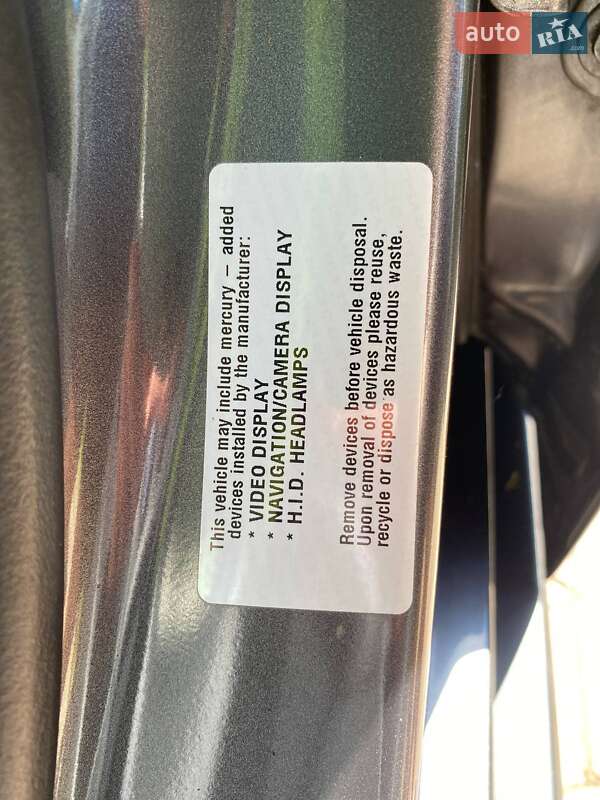 auto RIA.com
This vehicle may include mercury – added
devices installed by the manufacturer:
* VIDEO DISPLAY
* NAVIGATION/CAMERA DISPLAY
* H.I.D. HEADLAMPS
Remove devices before vehicle disposal.
Upon removal of devices please reuse,
recycle or dispose as hazardous waste.